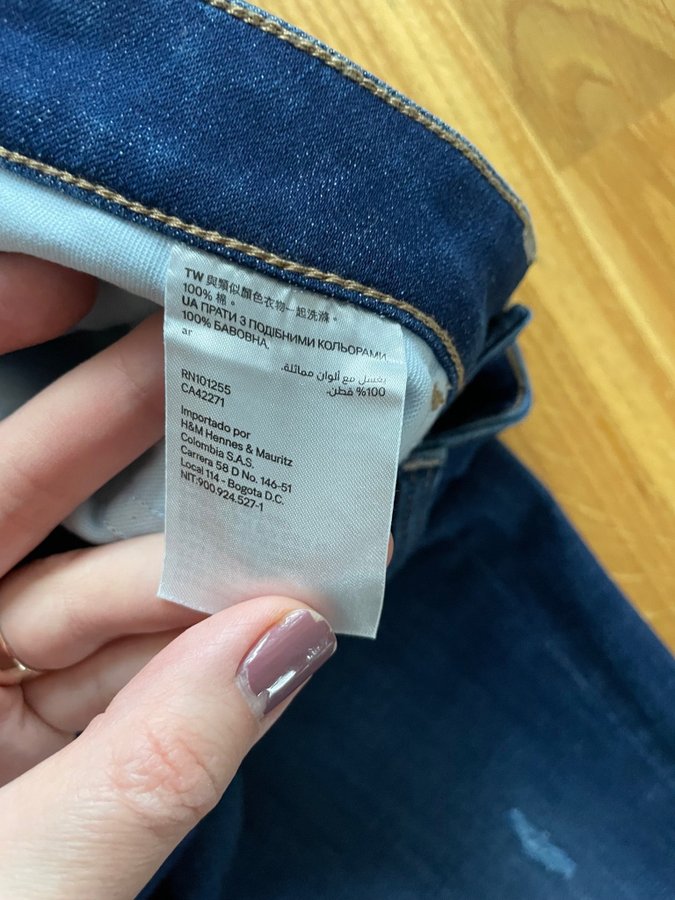 TW 與類似顏色衣物一起洗滌。
100% 棉。
UA ПРАТИ З ПОДІБНИМИ КОЛЬОРАМИ.
100% БАВОВНА.
ar
يغسل مع ألوان مماثلة.
100% قطن.
RN101255
CA42271
Importado por
H&M Hennes & Mauritz
Colombia S.A.S.
Carrera 58 D No. 146-51
Local 114 - Bogota D.C.
NIT:900.924.527-1